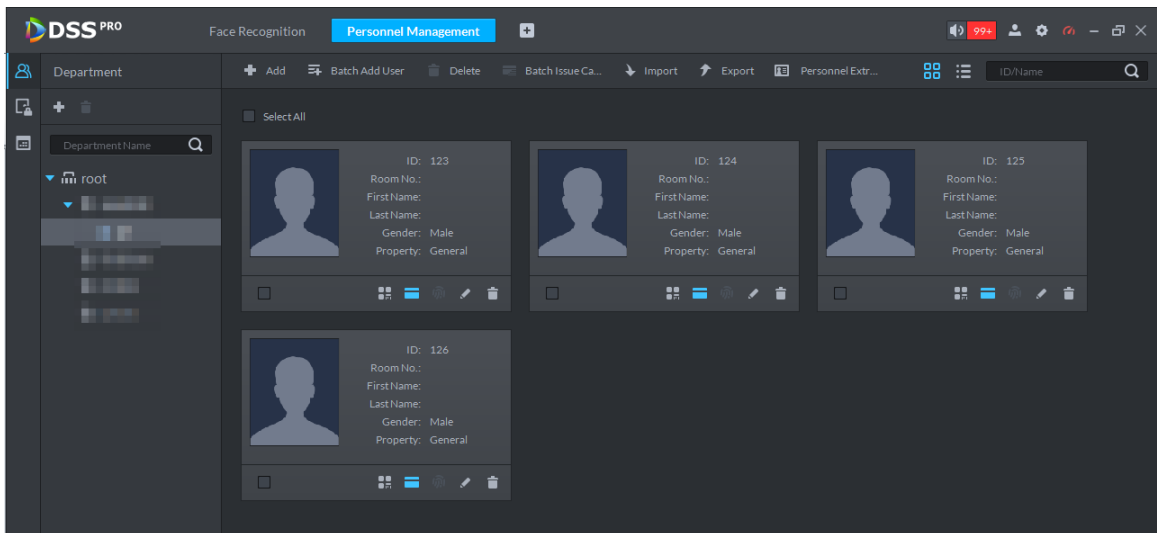 DSS PRO
Face Recognition
Personnel Management
99+
Department
Add
Batch Add User
Delete
Batch Issue Ca...
Import
Export
Personnel Extr...
ID/Name
Department Name
root
Select All
ID: 123
Room No.:
First Name:
Last Name:
Gender: Male
Property: General
ID: 124
Room No.:
First Name:
Last Name:
Gender: Male
Property: General
ID: 125
Room No.:
First Name:
Last Name:
Gender: Male
Property: General
ID: 126
Room No.:
First Name:
Last Name:
Gender: Male
Property: General